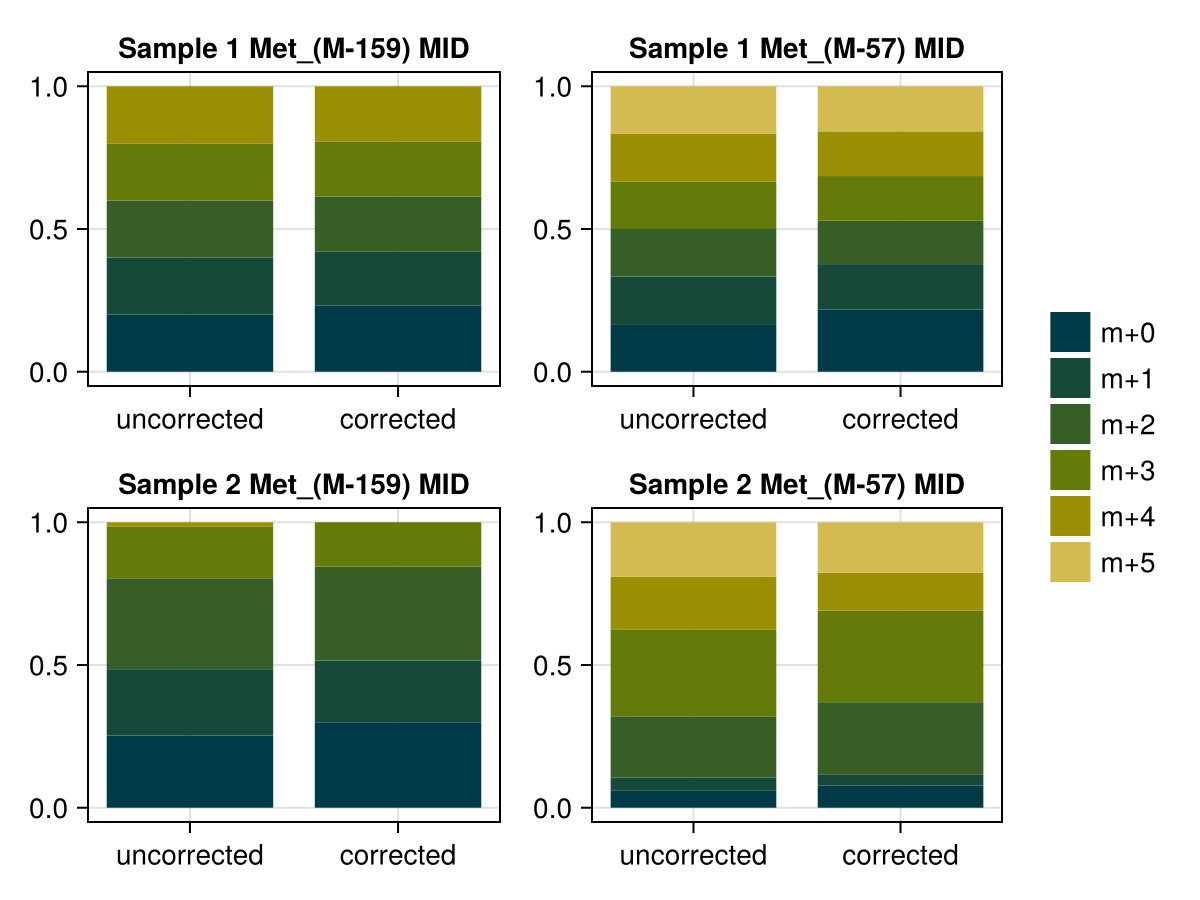 Sample 1 Met_(M-159) MID
1.0
0.5
0.0
uncorrected
corrected
Sample 1 Met_(M-57) MID
1.0
0.5
0.0
uncorrected
corrected
Sample 2 Met_(M-159) MID
1.0
0.5
0.0
uncorrected
corrected
Sample 2 Met_(M-57) MID
1.0
0.5
0.0
uncorrected
corrected
m+0
m+1
m+2
m+3
m+4
m+5